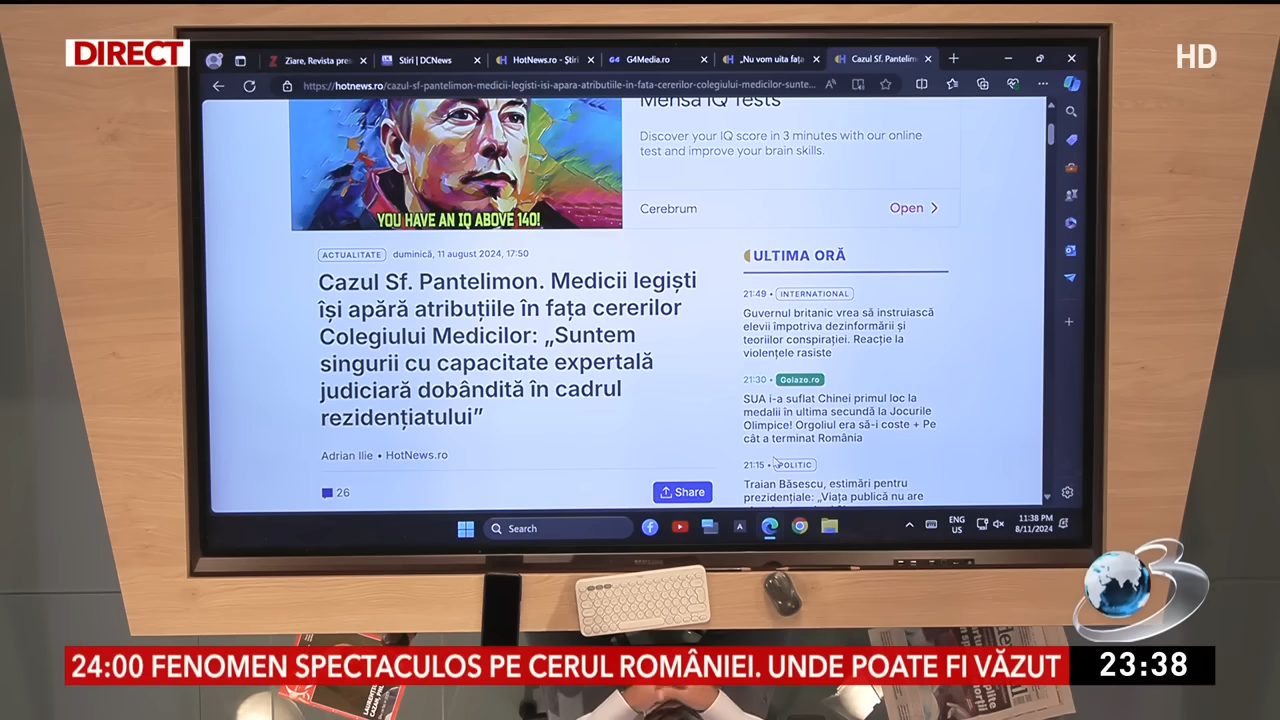 DIRECT
HD
Ziare, Revista pres
Stiri | DCNews
HotNews.ro - Știri
G4Media.ro
„Nu vom uita fața
Cazul Sf. Pantelim
https://hotnews.ro/cazul-sf-pantelimon-medicii-legisti-isi-apara-atributiile-in-fata-cererilor-colegiului-medicilor-sunte...
Mensa IQ Tests
Discover your IQ score in 3 minutes with our online
test and improve your brain skills.
YOU HAVE AN IQ ABOVE 140!
Cerebrum
Open
ACTUALITATE duminică, 11 august 2024, 17:50
Cazul Sf. Pantelimon. Medicii legiști
își apără atribuțiile în fața cererilor
Colegiului Medicilor: „Suntem
singurii cu capacitate expertală
judiciară dobândită în cadrul
rezidențiatului”
Adrian Ilie • HotNews.ro
26
Share
ULTIMA ORĂ
21:49 • INTERNATIONAL
Guvernul britanic vrea să instruiască
elevii împotriva dezinformării și
teoriilor conspirației. Reacție la
violențele rasiste
21:30 • Golazo.ro
SUA i-a suflat Chinei primul loc la
medalii în ultima secundă la Jocurile
Olimpice! Orgoliul era să-i coste + Pe
cât a terminat România
21:15 • POLITIC
Traian Băsescu, estimări pentru
prezidențiale: „Viața publică nu are
Search
ENG
US
11:38 PM
8/11/2024
SAMSUNG
3
24:00 FENOMEN SPECTACULOS PE CERUL ROMÂNIEI. UNDE POATE FI VĂZUT
23:38